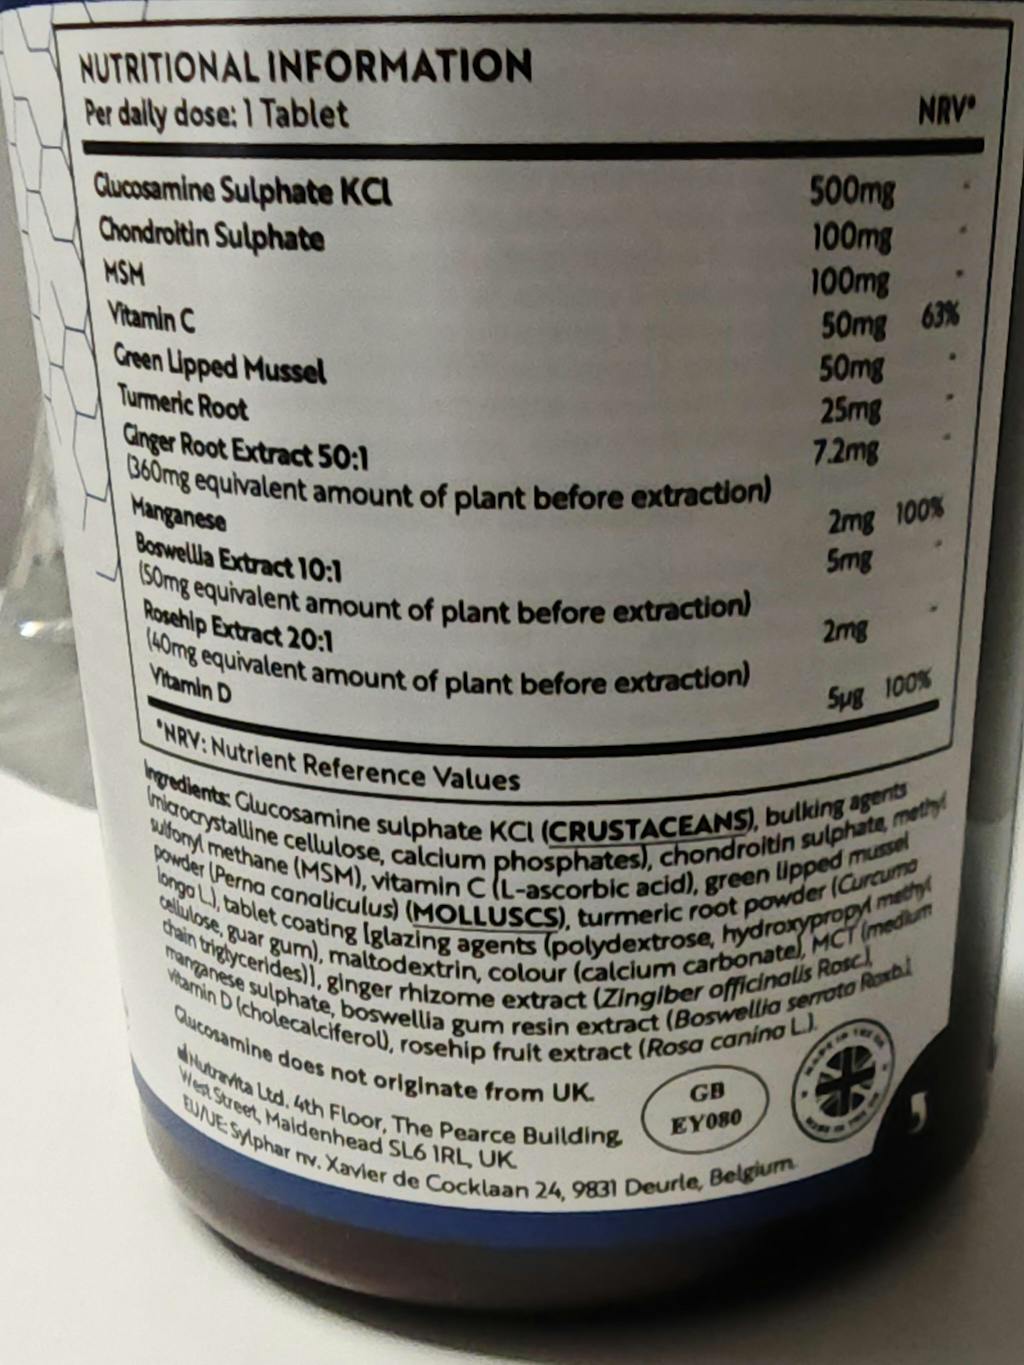 NUTRITIONAL INFORMATION
Per daily dose: 1 Tablet NRV*
Glucosamine Sulphate KCl 500mg *
Chondroitin Sulphate 100mg *
MSM 100mg *
Vitamin C 50mg 63%
Green Lipped Mussel 50mg *
Turmeric Root 25mg *
Ginger Root Extract 50:1 7.2mg *
(360mg equivalent amount of plant before extraction)
Manganese 2mg 100%
Boswellia Extract 10:1 5mg *
(50mg equivalent amount of plant before extraction)
Rosehip Extract 20:1 2mg *
(40mg equivalent amount of plant before extraction)
Vitamin D 5µg 100%
*NRV: Nutrient Reference Values
Ingredients: Glucosamine sulphate KCl (CRUSTACEANS), bulking agents
(microcrystalline cellulose, calcium phosphates), chondroitin sulphate, methyl
sulfonyl methane (MSM), vitamin C (L-ascorbic acid), green lipped mussel
powder (Perna canaliculus) (MOLLUSCS), turmeric root powder (Curcuma
longa L.), tablet coating [glazing agents (polydextrose, hydroxypropyl methyl
cellulose, guar gum), maltodextrin, colour (calcium carbonate), MCT (medium
chain triglycerides)], ginger rhizome extract (Zingiber officinalis Rosc.),
manganese sulphate, boswellia gum resin extract (Boswellia serrata Roxb.),
vitamin D (cholecalciferol), rosehip fruit extract (Rosa canina L.).
Glucosamine does not originate from UK.
Nutravita Ltd. 4th Floor, The Pearce Building,
West Street, Maidenhead SL6 1RL, UK.
EU/UE: Sylphar nv. Xavier de Cocklaan 24, 9831 Deurle, Belgium.
GB
EY080
MADE IN THE UK
MADE IN THE UK